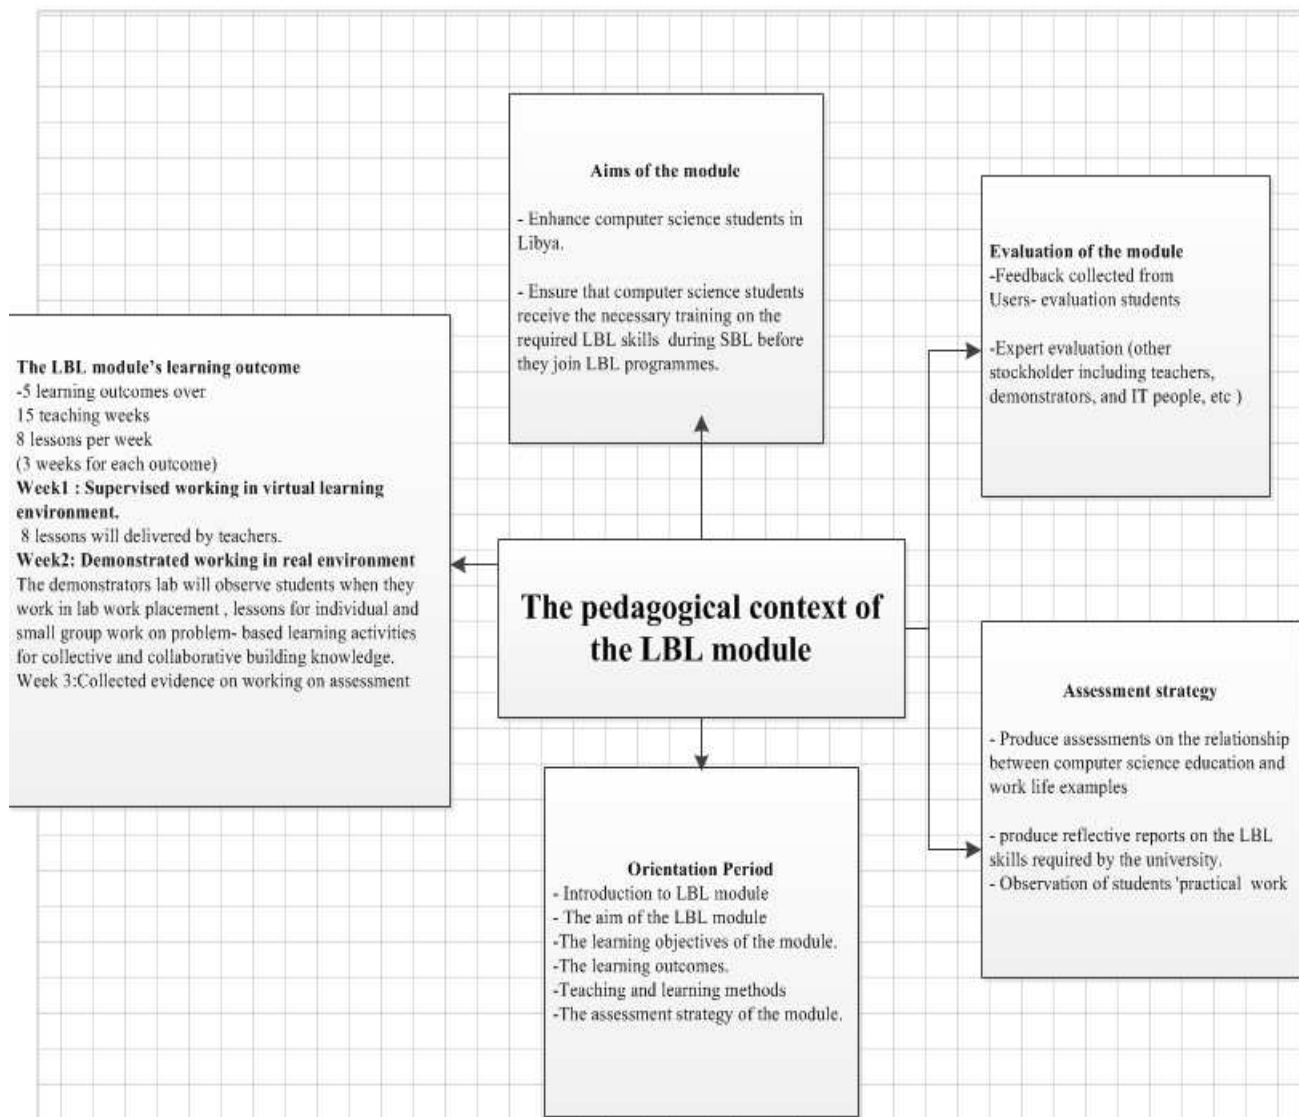 Aims of the module
- Enhance computer science students in
Libya.
- Ensure that computer science students
receive the necessary training on the
required LBL skills during SBL before
they join LBL programmes.
Evaluation of the module
-Feedback collected from
Users- evaluation students
-Expert evaluation (other
stockholder including teachers,
demonstrators, and IT people, etc )
The LBL module's learning outcome
-5 learning outcomes over
15 teaching weeks
8 lessons per week
(3 weeks for each outcome)
Week1 : Supervised working in virtual learning
environment.
8 lessons will delivered by teachers.
Week2: Demonstrated working in real environment
The demonstrators lab will observe students when they
work in lab work placement , lessons for individual and
small group work on problem- based learning activities
for collective and collaborative building knowledge.
Week 3:Collected evidence on working on assessment
The pedagogical context of
the LBL module
Assessment strategy
- Produce assessments on the relationship
between computer science education and
work life examples
- produce reflective reports on the LBL
skills required by the university.
- Observation of students 'practical work
Orientation Period
- Introduction to LBL module
- The aim of the LBL module
-The learning objectives of the module.
-The learning outcomes.
-Teaching and learning methods
-The assessment strategy of the module.